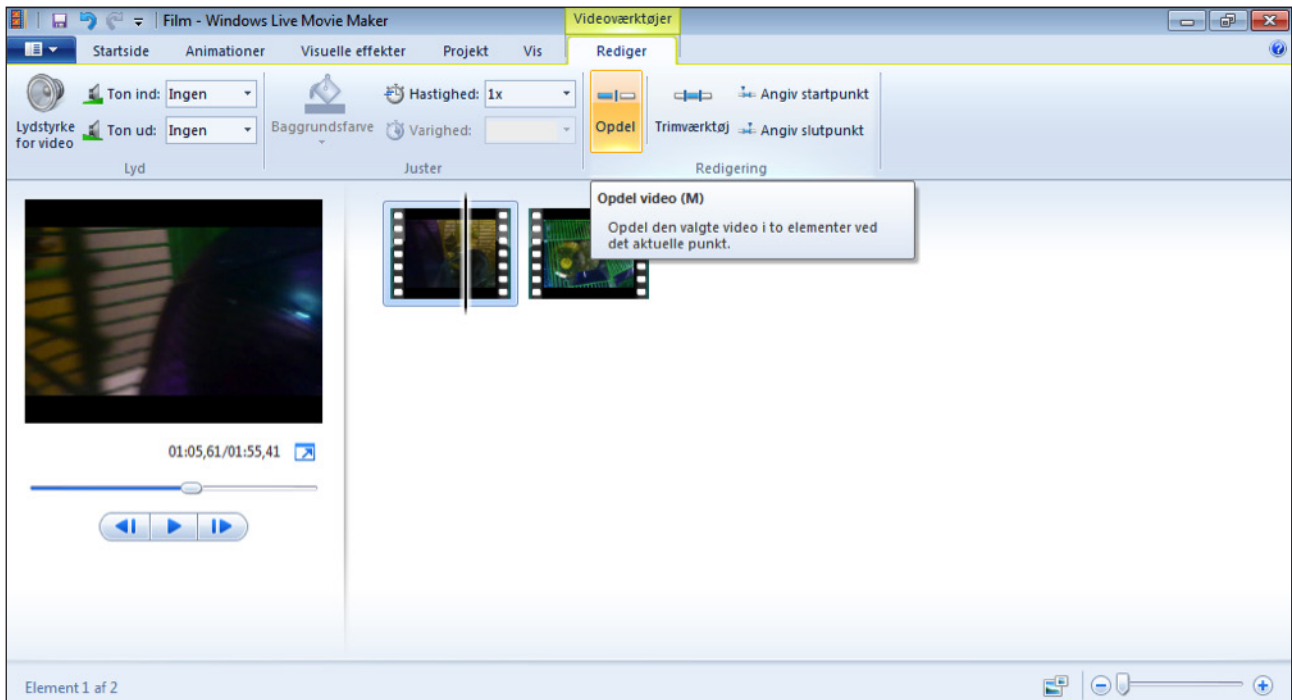 Film - Windows Live Movie Maker
Videoværktøjer
Startside Animationer Visuelle effekter Projekt Vis Rediger
Lydstyrke
for video
Ton ind: Ingen
Ton ud: Ingen
Lyd
Baggrundsfarve
Hastighed: 1x
Varighed:
Juster
Opdel
Trimværktøj
Angiv startpunkt
Angiv slutpunkt
Redigering
Opdel video (M)
Opdel den valgte video i to elementer ved
det aktuelle punkt.
01:05,61/01:55,41
Element 1 af 2